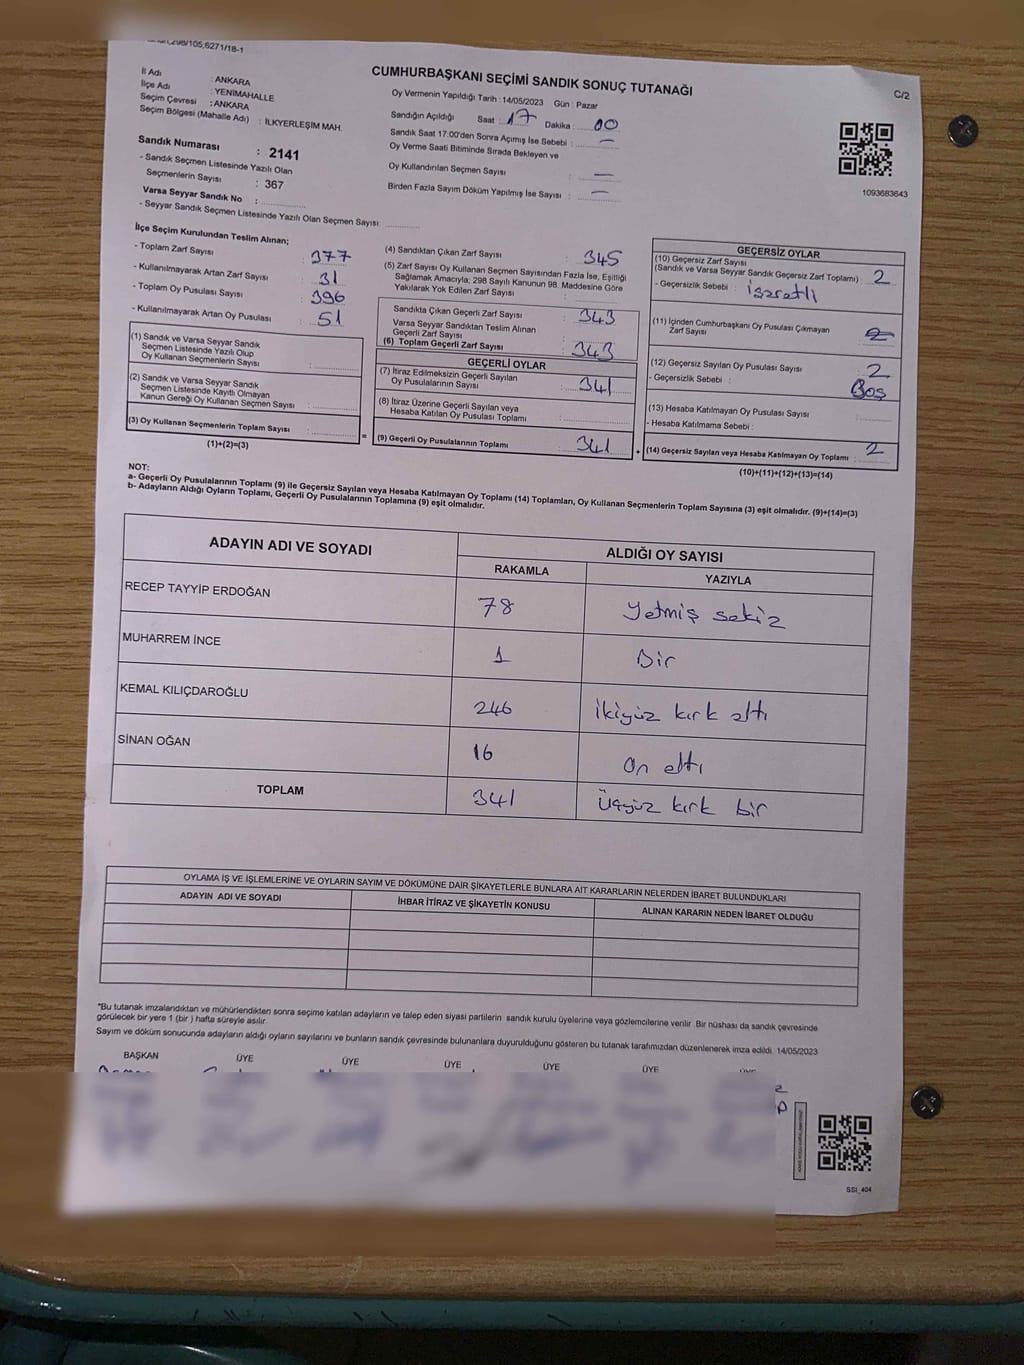 298/105,6271/18-1
CUMHURBAŞKANI SEÇİMİ SANDIK SONUÇ TUTANAĞI
C/2
İl Adı : ANKARA
İlçe Adı : YENİMAHALLE
Seçim Çevresi : ANKARA
Seçim Bölgesi (Mahalle Adı) : İLKYERLEŞİM MAH.
Sandık Numarası : 2141
- Sandık Seçmen Listesinde Yazılı Olan
Seçmenlerin Sayısı : 367
Varsa Seyyar Sandık No :
- Seyyar Sandık Seçmen Listesinde Yazılı Olan Seçmen Sayısı:
Oy Vermenin Yapıldığı Tarih : 14/05/2023 Gün : Pazar
Sandığın Açıldığı Saat : 17 Dakika : 00
Sandık Saat 17:00'den Sonra Açımış İse Sebebi : —
Oy Verme Saati Bitiminde Sırada Bekleyen ve
Oy Kullandırılan Seçmen Sayısı : —
Birden Fazla Sayım Döküm Yapılmış İse Sayısı : —
1093683643
İlçe Seçim Kurulundan Teslim Alınan;
- Toplam Zarf Sayısı : 377
- Kullanılmayarak Artan Zarf Sayısı : 31
- Toplam Oy Pusulası Sayısı : 396
- Kullanılmayarak Artan Oy Pusulası : 51
(1) Sandık ve Varsa Seyyar Sandık
Seçmen Listesinde Yazılı Olup
Oy Kullanan Seçmenlerin Sayısı :
(2) Sandık ve Varsa Seyyar Sandık
Seçmen Listesinde Kayıtlı Olmayan
Kanun Gereği Oy Kullanan Seçmen Sayısı :
(3) Oy Kullanan Seçmenlerin Toplam Sayısı :
(1)+(2)=(3)
(4) Sandıktan Çıkan Zarf Sayısı : 345
(5) Zarf Sayısı Oy Kullanan Seçmen Sayısından Fazla İse, Eşitliği
Sağlamak Amacıyla; 298 Sayılı Kanunun 98. Maddesine Göre
Yakılarak Yok Edilen Zarf Sayısı :
Sandıkta Çıkan Geçerli Zarf Sayısı : 343
Varsa Seyyar Sandıktan Teslim Alınan
Geçerli Zarf Sayısı :
(6) Toplam Geçerli Zarf Sayısı : 343
GEÇERLİ OYLAR
(7) İtiraz Edilmeksizin Geçerli Sayılan
Oy Pusulalarının Sayısı : 341
(8) İtiraz Üzerine Geçerli Sayılan veya
Hesaba Katılan Oy Pusulası Toplamı :
= (9) Geçerli Oy Pusulalarının Toplamı : 341
GEÇERSİZ OYLAR
(10) Geçersiz Zarf Sayısı
(Sandık ve Varsa Seyyar Sandık Geçersiz Zarf Toplamı) : 2
- Geçersizlik Sebebi : işaretli
(11) İçinden Cumhurbaşkanı Oy Pusulası Çıkmayan
Zarf Sayısı :
(12) Geçersiz Sayılan Oy Pusulası Sayısı : 2
- Geçersizlik Sebebi : Boş
(13) Hesaba Katılmayan Oy Pusulası Sayısı :
- Hesaba Katılmama Sebebi :
+ (14) Geçersiz Sayılan veya Hesaba Katılmayan Oy Toplamı : 2
(10)+(11)+(12)+(13)=(14)
NOT:
a- Geçerli Oy Pusulalarının Toplamı (9) ile Geçersiz Sayılan veya Hesaba Katılmayan Oy Toplamı (14) Toplamları, Oy Kullanan Seçmenlerin Toplam Sayısına (3) eşit olmalıdır. (9)+(14)=(3)
b- Adayların Aldığı Oyların Toplamı, Geçerli Oy Pusulalarının Toplamına (9) eşit olmalıdır.
ADAYIN ADI VE SOYADI
ALDIĞI OY SAYISI
RAKAMLA YAZIYLA
RECEP TAYYİP ERDOĞAN 78 Yetmiş sekiz
MUHARREM İNCE 1 Bir
KEMAL KILIÇDAROĞLU 246 İkiyüz kırk altı
SİNAN OĞAN 16 On altı
TOPLAM 341 Üçyüz kırk bir
OYLAMA İŞ VE İŞLEMLERİNE VE OYLARIN SAYIM VE DÖKÜMÜNE DAİR ŞİKAYETLERLE BUNLARA AİT KARARLARIN NELERDEN İBARET BULUNDUKLARI
ADAYIN ADI VE SOYADI İHBAR İTİRAZ VE ŞİKAYETİN KONUSU ALINAN KARARIN NEDEN İBARET OLDUĞU
*Bu tutanak imzalandıktan ve mühürlendikten sonra seçime katılan adayların ve talep eden siyasi partilerin sandık kurulu üyelerine veya gözlemcilerine verilir. Bir nüshası da sandık çevresinde
görülecek bir yere 1 (bir ) hafta süreyle asılır.
Sayım ve döküm sonucunda adayların aldığı oyların sayılarını ve bunların sandık çevresinde bulunanlara duyurulduğunu gösteren bu tutanak tarafımızdan düzenlenerek imza edildi. 14/05/2023
BAŞKAN ÜYE ÜYE ÜYE ÜYE ÜYE
SSI_404